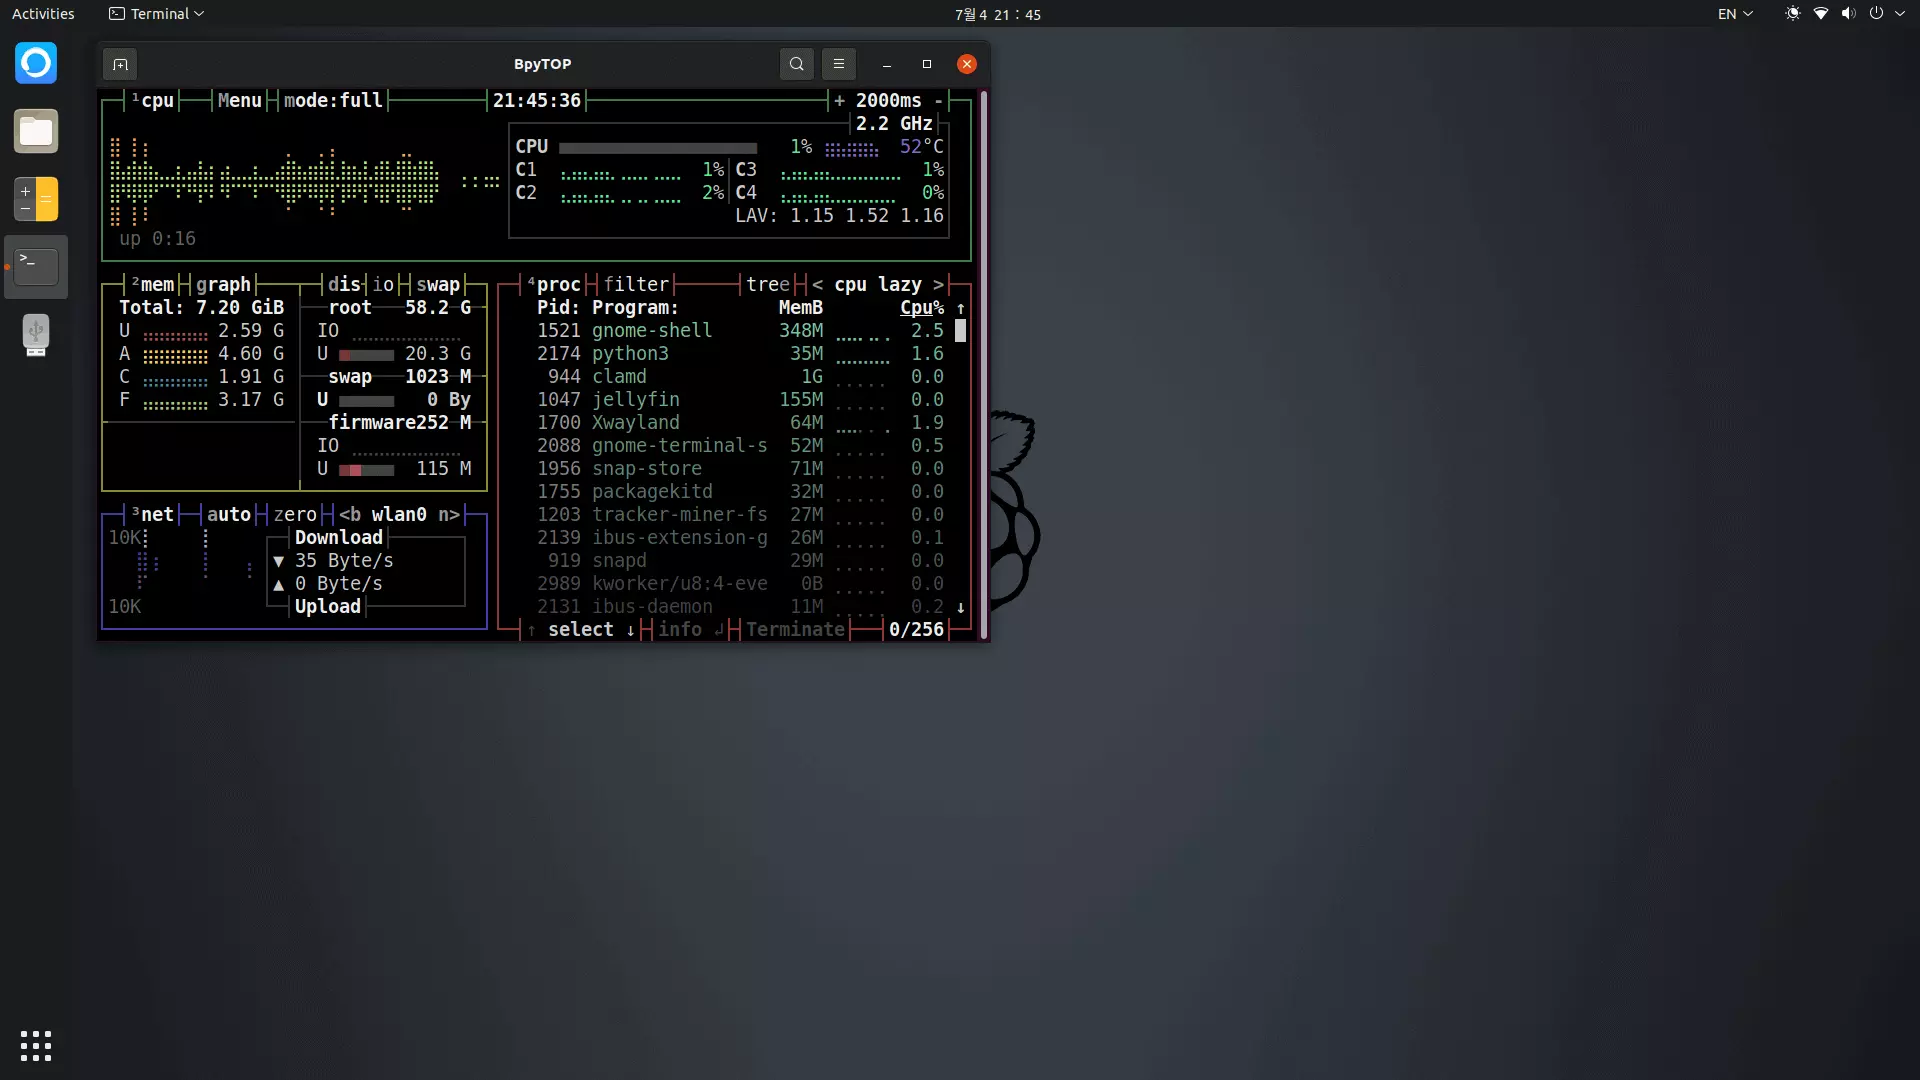 Activities Terminal 7월 4 21 : 45 EN
BpyTOP
¹cpu Menu mode:full 21:45:36 + 2000ms -
2.2 GHz
CPU 1% 52°C
C1 1% C3 1%
C2 2% C4 0%
LAV: 1.15 1.52 1.16
up 0:16
²mem graph dis io swap
Total: 7.20 GiB root 58.2 G
U 2.59 G IO
A 4.60 G U 20.3 G
C 1.91 G swap 1023 M
F 3.17 G U 0 By
firmware252 M
IO
U 115 M
³net auto zero <b wlan0 n>
10K Download
▼ 35 Byte/s
▲ 0 Byte/s
10K Upload
⁴proc filter tree < cpu lazy >
Pid: Program: MemB Cpu% ↑
1521 gnome-shell 348M 2.5
2174 python3 35M 1.6
944 clamd 1G 0.0
1047 jellyfin 155M 0.0
1700 Xwayland 64M 1.9
2088 gnome-terminal-s 52M 0.5
1956 snap-store 71M 0.0
1755 packagekitd 32M 0.0
1203 tracker-miner-fs 27M 0.0
2139 ibus-extension-g 26M 0.1
919 snapd 29M 0.0
2989 kworker/u8:4-eve 0B 0.0
2131 ibus-daemon 11M 0.2 ↓
↑ select ↓ info ↲ Terminate 0/256